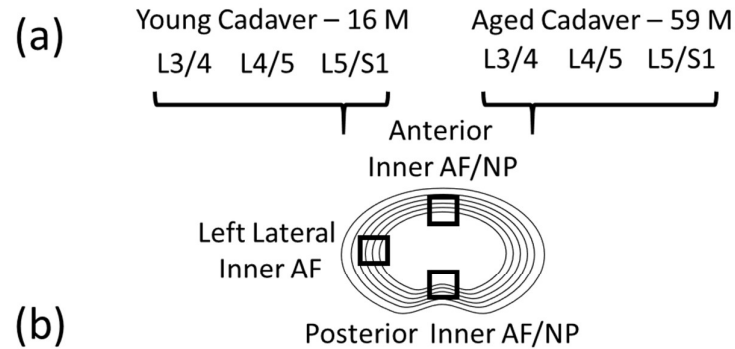 (a)
Young Cadaver – 16 M
Aged Cadaver – 59 M
L3/4 L4/5 L5/S1
L3/4 L4/5 L5/S1
Anterior
Inner AF/NP
Left Lateral
Inner AF
(b)
Posterior Inner AF/NP